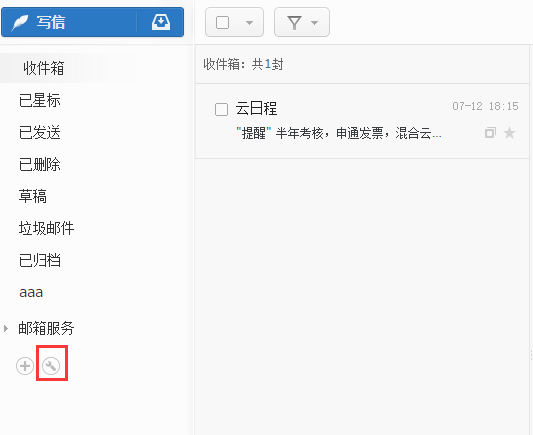 写信
收件箱
已星标
已发送
已删除
草稿
垃圾邮件
已归档
aaa
邮箱服务
收件箱：共1封
云日程
07-12 18:15
"提醒" 半年考核，申通发票，混合云...